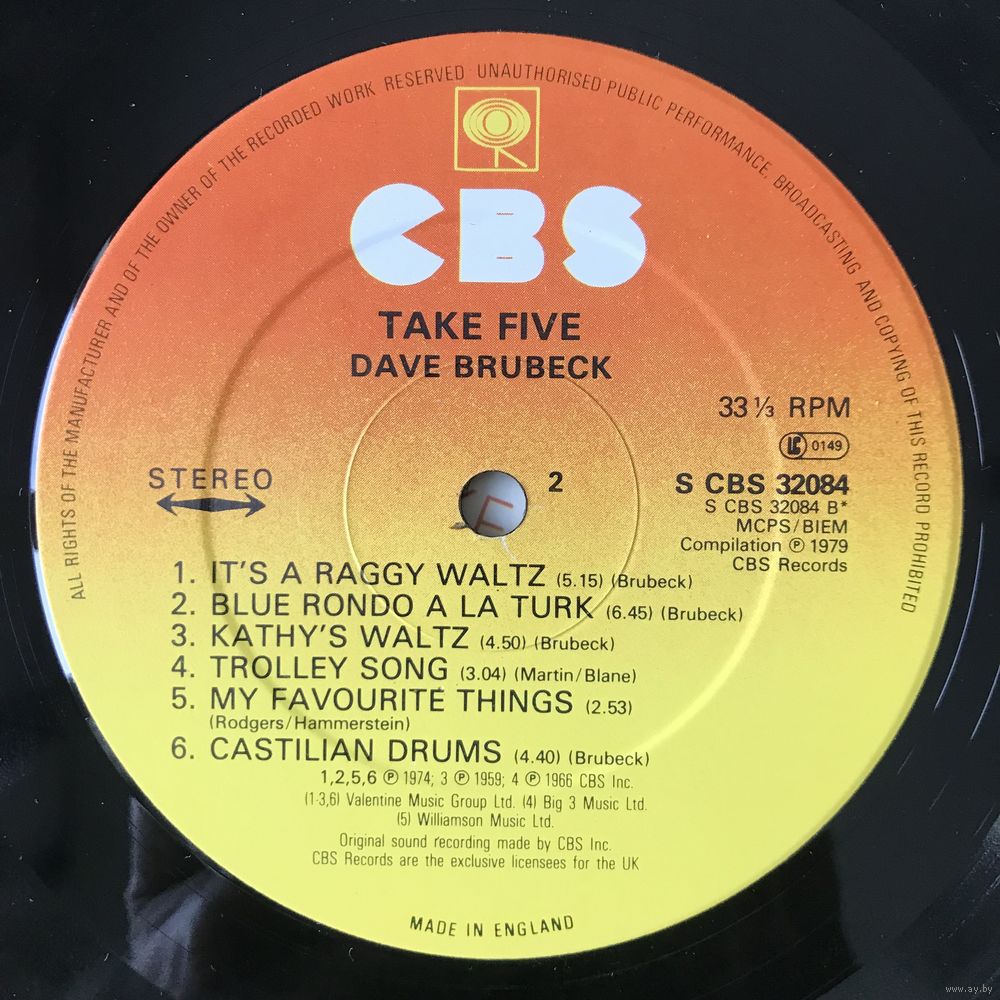 ALL RIGHTS OF THE MANUFACTURER AND OF THE OWNER OF THE RECORDED WORK RESERVED · UNAUTHORISED PUBLIC PERFORMANCE, BROADCASTING AND COPYING OF THIS RECORD PROHIBITED
CBS
TAKE FIVE
DAVE BRUBECK
33⅓ RPM
LC 0149
STEREO
2
S CBS 32084
S CBS 32084 B*
MCPS/BIEM
Compilation ℗ 1979
CBS Records
1. IT'S A RAGGY WALTZ (5.15) (Brubeck)
2. BLUE RONDO A LA TURK (6.45) (Brubeck)
3. KATHY'S WALTZ (4.50) (Brubeck)
4. TROLLEY SONG (3.04) (Martin/Blane)
5. MY FAVOURITE THINGS (2.53)
(Rodgers/Hammerstein)
6. CASTILIAN DRUMS (4.40) (Brubeck)
1,2,5,6 ℗ 1974; 3 ℗ 1959; 4 ℗ 1966 CBS Inc.
(1-3,6) Valentine Music Group Ltd. (4) Big 3 Music Ltd.
(5) Williamson Music Ltd.
Original sound recording made by CBS Inc.
CBS Records are the exclusive licensees for the UK
MADE IN ENGLAND
www.ay.by